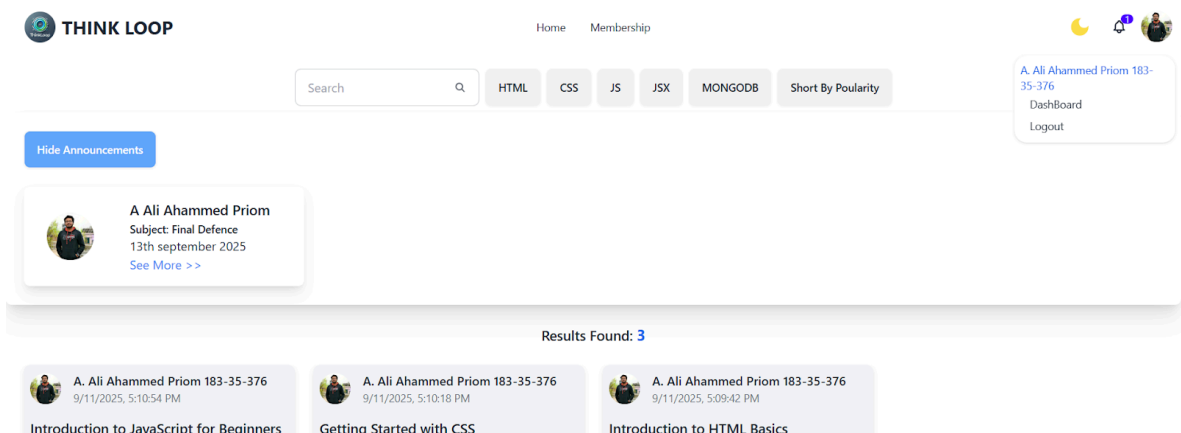 THINK LOOP
Home Membership
1
Search HTML CSS JS JSX MONGODB Short By Poularity
A. Ali Ahammed Priom 183-
35-376
DashBoard
Logout
Hide Announcements
A Ali Ahammed Priom
Subject: Final Defence
13th september 2025
See More >>
Results Found: 3
A. Ali Ahammed Priom 183-35-376
9/11/2025, 5:10:54 PM
Introduction to JavaScript for Beginners
A. Ali Ahammed Priom 183-35-376
9/11/2025, 5:10:18 PM
Getting Started with CSS
A. Ali Ahammed Priom 183-35-376
9/11/2025, 5:09:42 PM
Introduction to HTML Basics